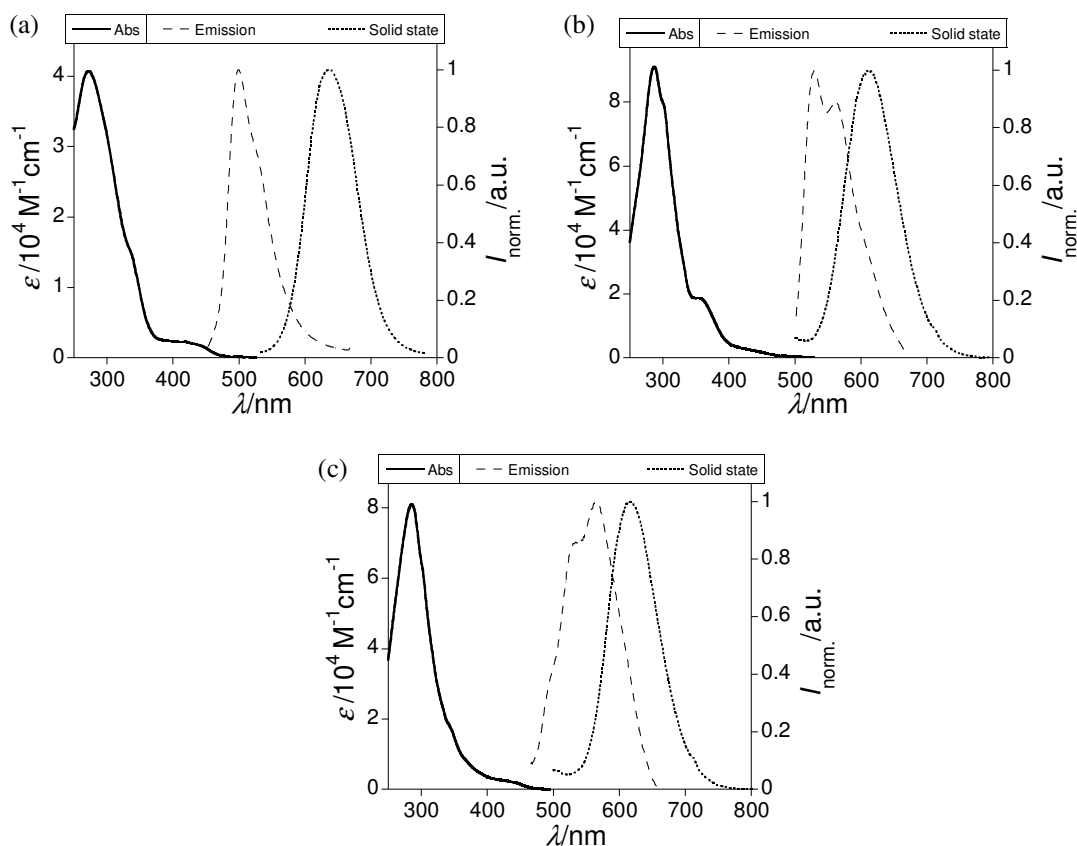 (a)
Abs Emission Solid state
4
3
2
1
0
ε/10⁴ M⁻¹cm⁻¹
1
0.8
0.6
0.4
0.2
0
I norm./a.u.
300 400 500 600 700 800
λ/nm
(b)
Abs Emission Solid state
8
6
4
2
0
ε/10⁴ M⁻¹cm⁻¹
1
0.8
0.6
0.4
0.2
0
I norm./a.u.
300 400 500 600 700 800
λ/nm
(c)
Abs Emission Solid state
8
6
4
2
0
ε/10⁴ M⁻¹cm⁻¹
1
0.8
0.6
0.4
0.2
0
I norm./a.u.
300 400 500 600 700 800
λ/nm